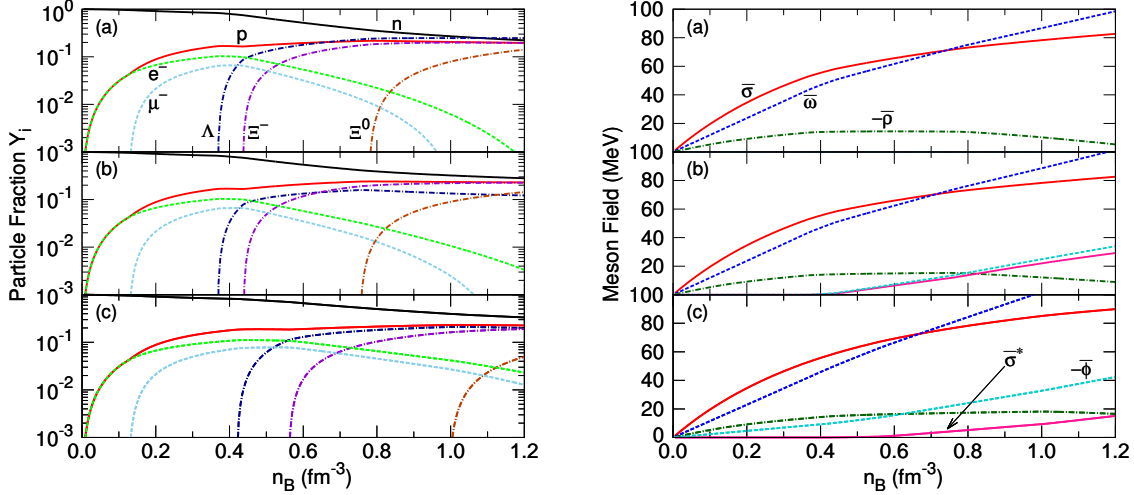 Particle Fraction Y_i
(a)
n
p
e⁻
μ⁻
Λ
Ξ⁻
Ξ⁰
10⁰
10⁻¹
10⁻²
10⁻³
(b)
10⁻¹
10⁻²
10⁻³
(c)
10⁻¹
10⁻²
10⁻³
0.0 0.2 0.4 0.6 0.8 1.0 1.2
n_B (fm⁻³)
Meson Field (MeV)
(a)
σ̅
ω̅
−ρ̅
100
80
60
40
20
100
(b)
80
60
40
20
100
(c)
80
60
40
20
0
σ̅*
−ϕ̅
0.0 0.2 0.4 0.6 0.8 1.0 1.2
n_B (fm⁻³)